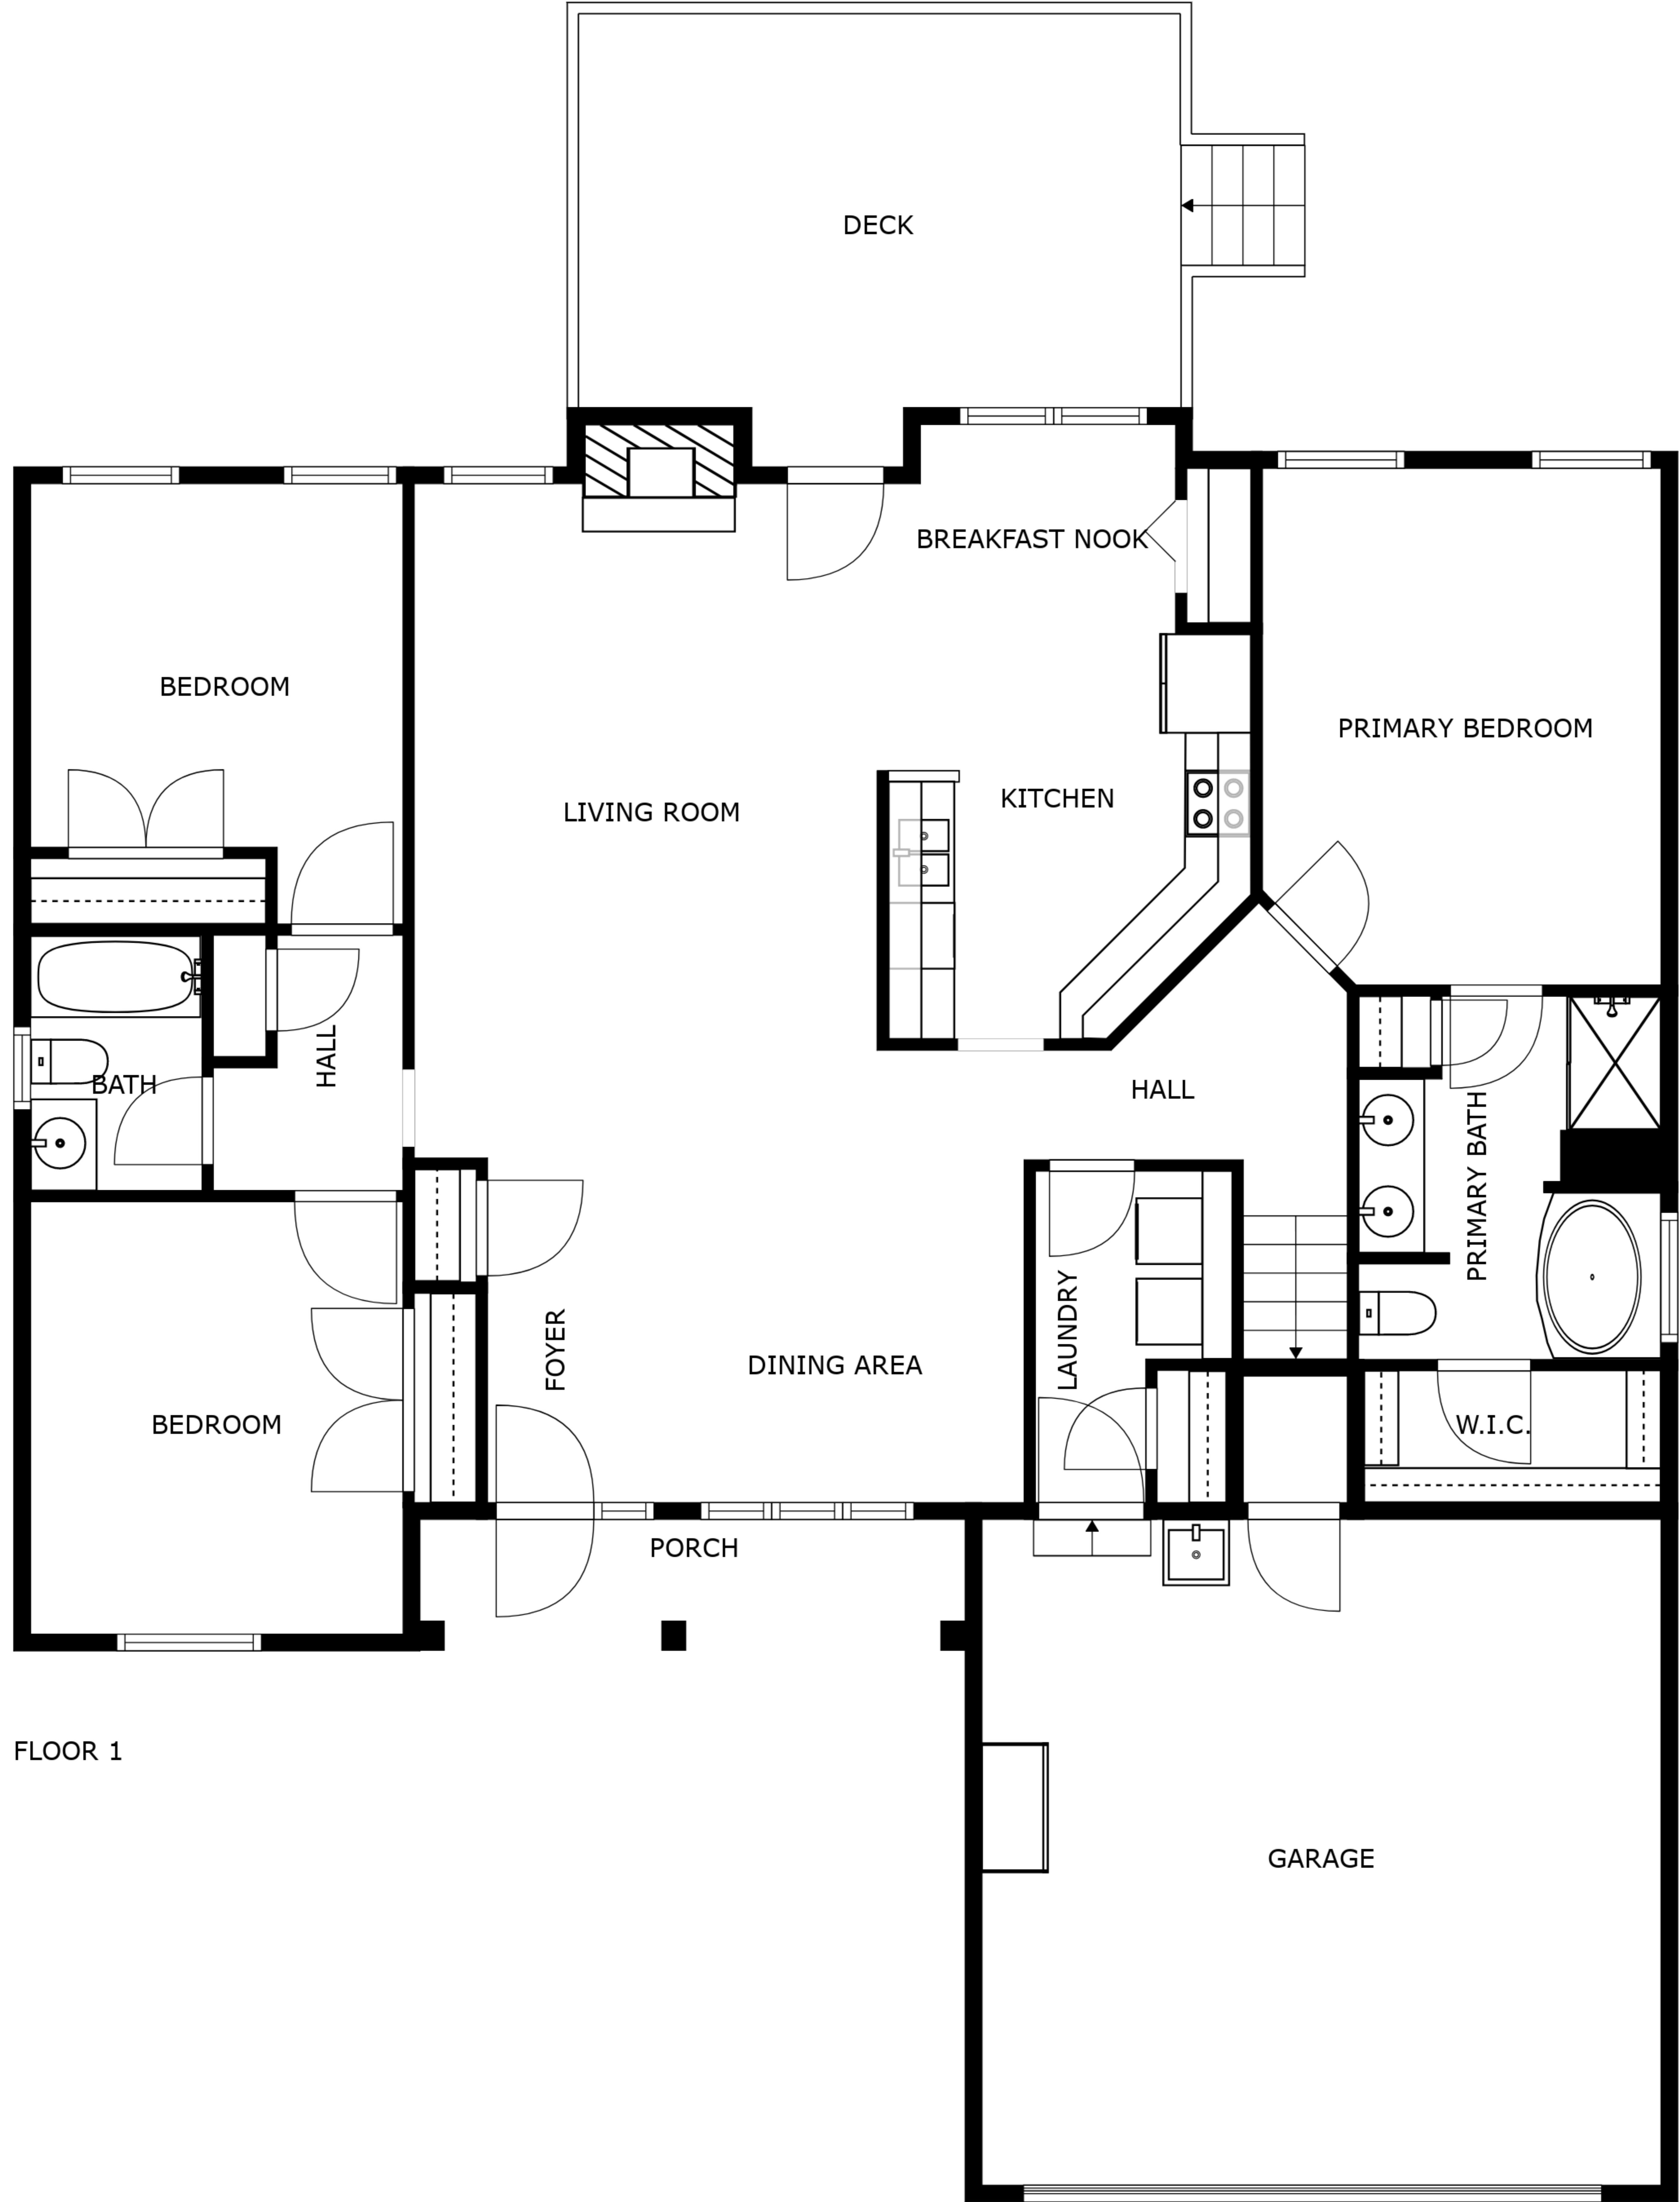 DECK
BREAKFAST NOOK
BEDROOM
PRIMARY BEDROOM
LIVING ROOM
KITCHEN
HALL
BATH
HALL
PRIMARY BATH
FOYER
DINING AREA
LAUNDRY
BEDROOM
W.I.C.
PORCH
FLOOR 1
GARAGE